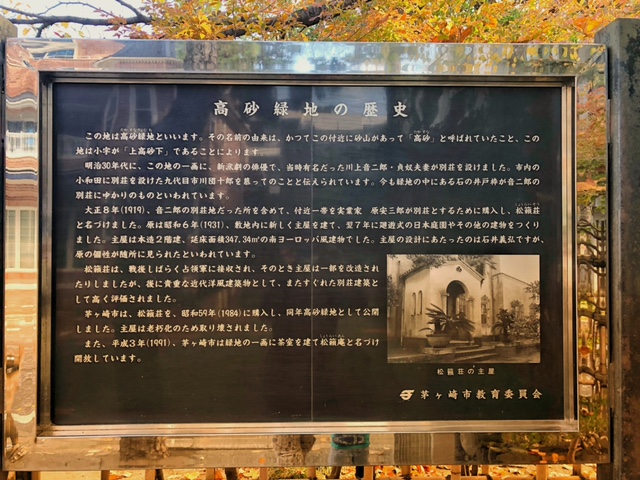 高砂緑地の歴史
この地は高砂緑地といいます。その名前の由来は、かつてこの付近に砂山があって「高砂」と呼ばれていたこと、この
地は小字が「上高砂下」であることによります。
明治30年代に、この地の一画に、新派劇の俳優で、当時有名だった川上音二郎・貞奴夫妻が別荘を設けました。市内の
小和田に別荘を設けた九代目市川団十郎を慕ってのことと伝えられています。今も緑地の中にある石の井戸枠が音二郎の
別荘にゆかりのものといわれています。
大正8年(1919)、音二郎の別荘地だった所を含めて、付近一帯を実業家 原安三郎が別荘とするために購入し、松籟荘
と名づけました。原は昭和6年(1931)、敷地内に新しく主屋を建て、翌7年に廻遊式の日本庭園やその他の建物をつくり
ました。主屋は木造2階建、延床面積347.34㎡の南ヨーロッパ風建物でした。主屋の設計にあたったのは石井義弘ですが、
原の個性が随所に見られたといわれています。
松籟荘は、戦後しばらく占領軍に接収され、そのとき主屋は一部を改造され
たりしましたが、後に貴重な近代洋風建築物として、またすぐれた別荘建築と
して高く評価されました。
茅ヶ崎市は、松籟荘を、昭和59年(1984)に購入し、同年高砂緑地として公開
しました。主屋は老朽化のため取り壊されました。
また、平成3年(1991)、茅ヶ崎市は緑地の一画に茶室を建て松籟庵と名づけ
開放しています。
松籟荘の主屋
茅ヶ崎市教育委員会